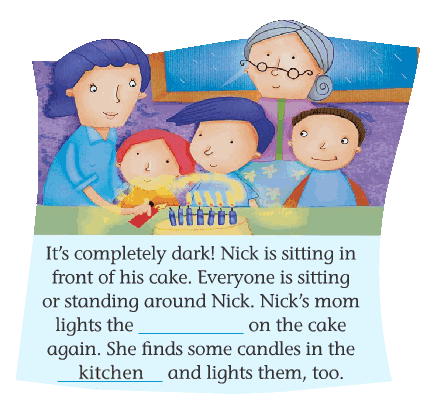 It's completely dark! Nick is sitting in
front of his cake. Everyone is sitting
or standing around Nick. Nick's mom
lights the ____________ on the cake
again. She finds some candles in the
kitchen and lights them, too.